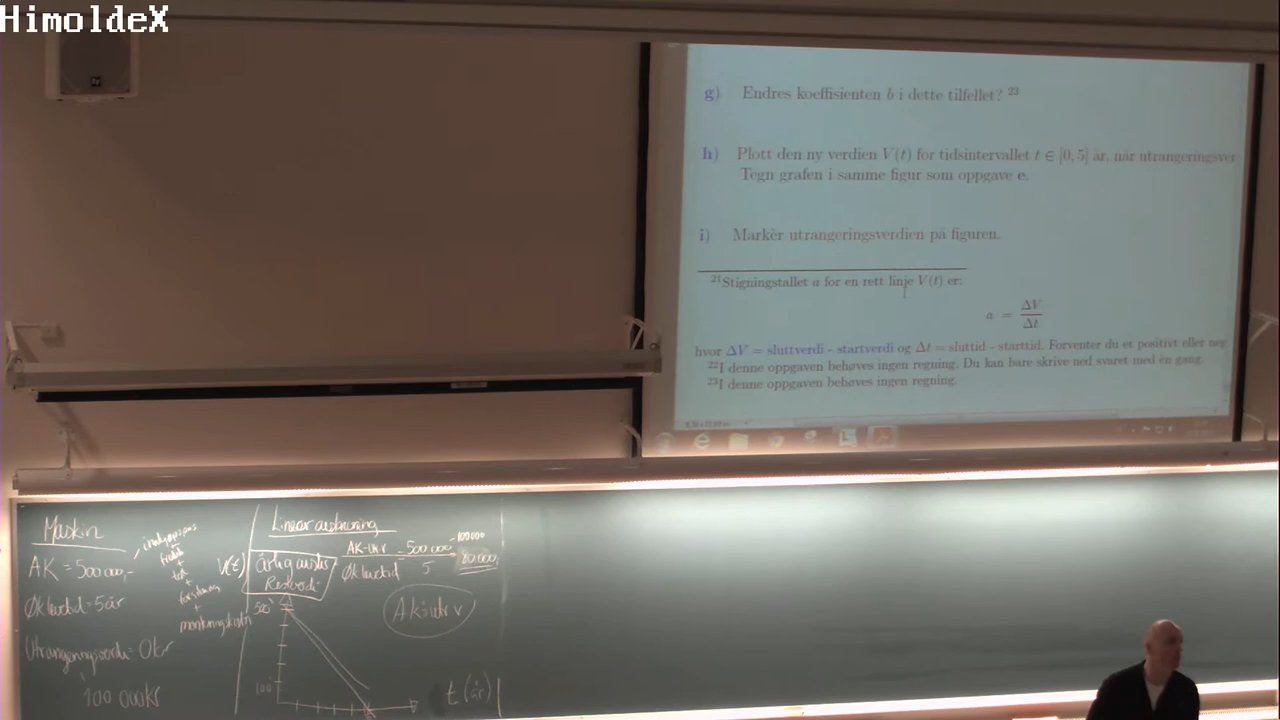 HimoldeX
g) Endres koeffisienten b i dette tilfellet? 23
h) Plott den ny verdien V(t) for tidsintervallet t ∈ [0, 5] år, når utrangeringsver
Tegn grafen i samme figur som oppgave e.
i) Markèr utrangeringsverdien på figuren.
21 Stigningstallet a for en rett linje V(t) er:
a = ΔV / Δt
hvor ΔV = sluttverdi - startverdi og Δt = sluttid - starttid. Forventer du et positivt eller neg
22 I denne oppgaven behøves ingen regning. Du kan bare skrive ned svaret med èn gang.
23 I denne oppgaven behøves ingen regning.
Maskin
AK = 500 000,-
Øk levetid = 5 år
Utrangeringsverdi = 0 kr
100 000 kr
frakt
+
+
+
Lineær avskrivning
V(t) årlig avskr
AK-utr.v
Øk levetid
500 000 - 100 000
5
80 000
500'
100'
t (år)